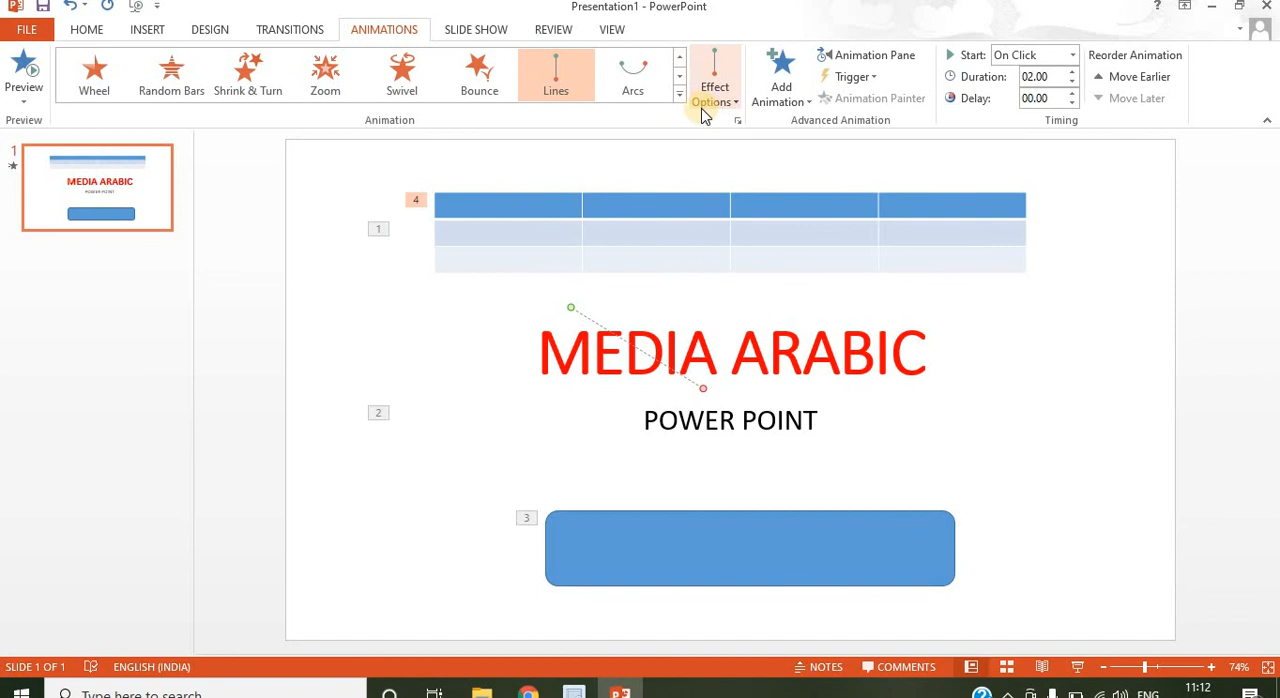 Presentation1 - PowerPoint
FILE HOME INSERT DESIGN TRANSITIONS ANIMATIONS SLIDE SHOW REVIEW VIEW
Preview
Wheel Random Bars Shrink & Turn Zoom Swivel Bounce Lines Arcs
Effect Options
Add Animation
Animation Pane
Trigger
Animation Painter
Start: On Click
Duration: 02.00
Delay: 00.00
Reorder Animation
Move Earlier
Move Later
Preview Animation Advanced Animation Timing
1
MEDIA ARABIC
POWER POINT
4
1
MEDIA ARABIC
2
POWER POINT
3
SLIDE 1 OF 1 ENGLISH (INDIA) NOTES COMMENTS 74%
Type here to search ENG 11:12